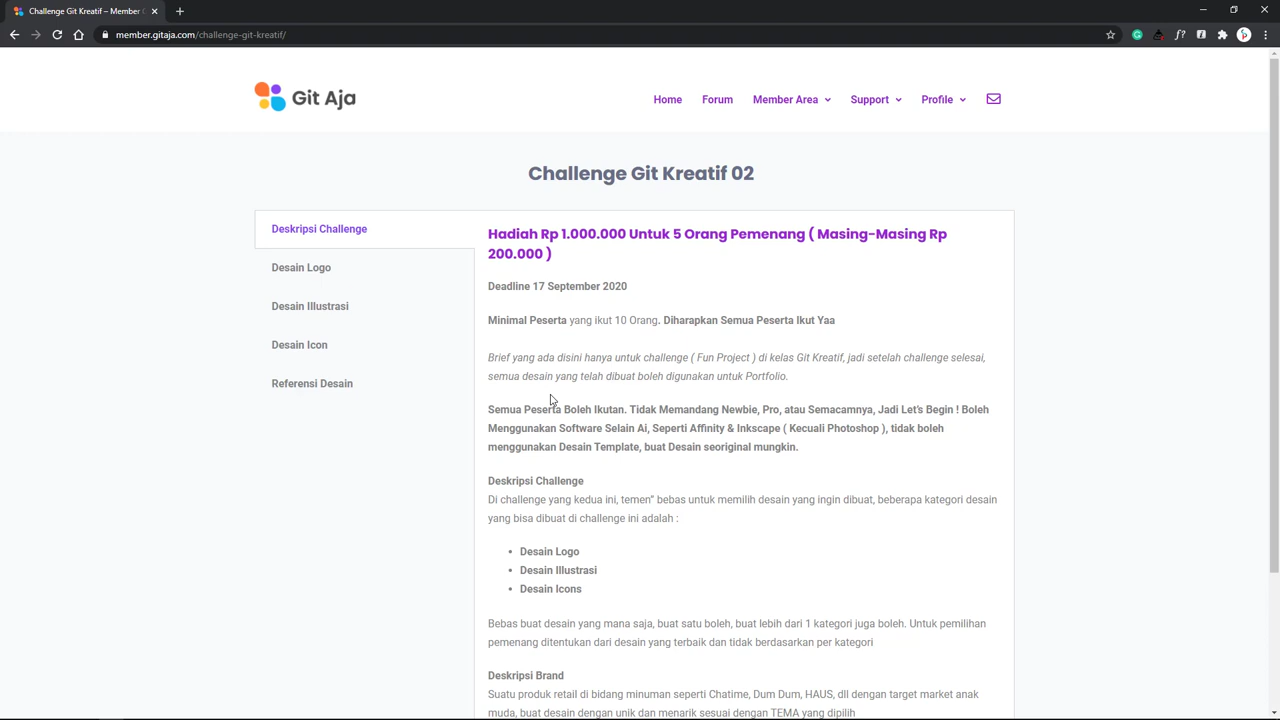 Challenge Git Kreatif – Member G
member.gitaja.com/challenge-git-kreatif/
Git Aja
Home
Forum
Member Area
Support
Profile
Challenge Git Kreatif 02
Deskripsi Challenge
Desain Logo
Desain Illustrasi
Desain Icon
Referensi Desain
Hadiah Rp 1.000.000 Untuk 5 Orang Pemenang ( Masing-Masing Rp
200.000 )
Deadline 17 September 2020
Minimal Peserta yang ikut 10 Orang. Diharapkan Semua Peserta Ikut Yaa
Brief yang ada disini hanya untuk challenge ( Fun Project ) di kelas Git Kreatif, jadi setelah challenge selesai,
semua desain yang telah dibuat boleh digunakan untuk Portfolio.
Semua Peserta Boleh Ikutan. Tidak Memandang Newbie, Pro, atau Semacamnya, Jadi Let's Begin ! Boleh
Menggunakan Software Selain Ai, Seperti Affinity & Inkscape ( Kecuali Photoshop ), tidak boleh
menggunakan Desain Template, buat Desain seoriginal mungkin.
Deskripsi Challenge
Di challenge yang kedua ini, temen" bebas untuk memilih desain yang ingin dibuat, beberapa kategori desain
yang bisa dibuat di challenge ini adalah :
• Desain Logo
• Desain Illustrasi
• Desain Icons
Bebas buat desain yang mana saja, buat satu boleh, buat lebih dari 1 kategori juga boleh. Untuk pemilihan
pemenang ditentukan dari desain yang terbaik dan tidak berdasarkan per kategori
Deskripsi Brand
Suatu produk retail di bidang minuman seperti Chatime, Dum Dum, HAUS, dll dengan target market anak
muda, buat desain dengan unik dan menarik sesuai dengan TEMA yang dipilih